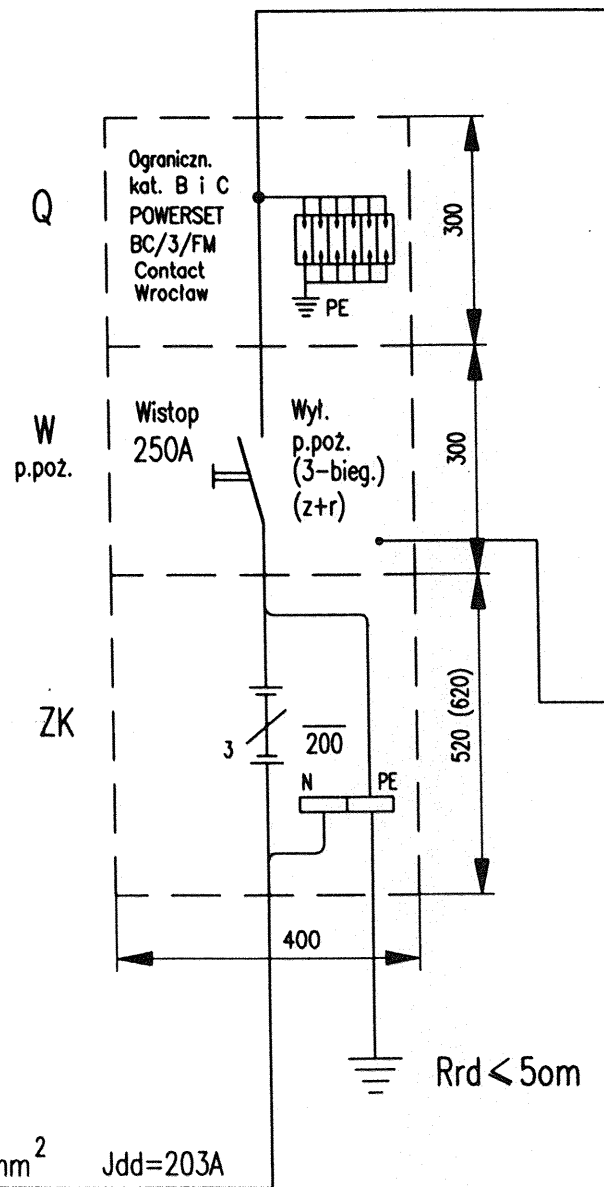 Q
Ograniczn.
kat. B i C
POWERSET
BC/3/FM
Contact
Wrocław
PE
300
W
p.poż.
Wistop
250A
Wył.
p.poż.
(3-bieg.)
(z+r)
300
ZK
3
200
N
PE
520 (620)
400
Rrd < 5om
mm²
Jdd=203A